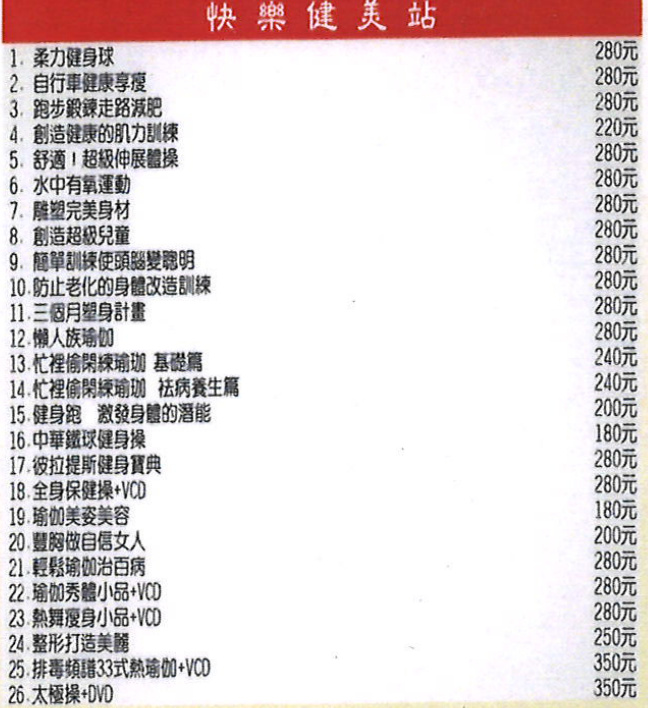 快樂健美站
1. 柔力健身球 280元
2. 自行車健康享瘦 280元
3. 跑步鍛鍊走路減肥 280元
4. 創造健康的肌力訓練 220元
5. 舒適！超級伸展體操 280元
6. 水中有氧運動 280元
7. 雕塑完美身材 280元
8. 創造超級兒童 280元
9. 簡單訓練使頭腦變聰明 280元
10.防止老化的身體改造訓練 280元
11.三個月塑身計畫 280元
12.懶人族瑜伽 280元
13.忙裡偷閒練瑜珈 基礎篇 240元
14.忙裡偷閒練瑜珈 祛病養生篇 240元
15.健身跑 激發身體的潛能 200元
16.中華鐵球健身操 180元
17.彼拉提斯健身寶典 280元
18.全身保健操+VCD 280元
19.瑜伽美姿美容 180元
20.豐胸做自信女人 200元
21.輕鬆瑜伽治百病 280元
22.瑜伽秀體小品+VCD 280元
23.熱舞瘦身小品+VCD 280元
24.整形打造美麗 250元
25.排毒頻譜33式熱瑜伽+VCD 350元
26.太極操+DVD 350元